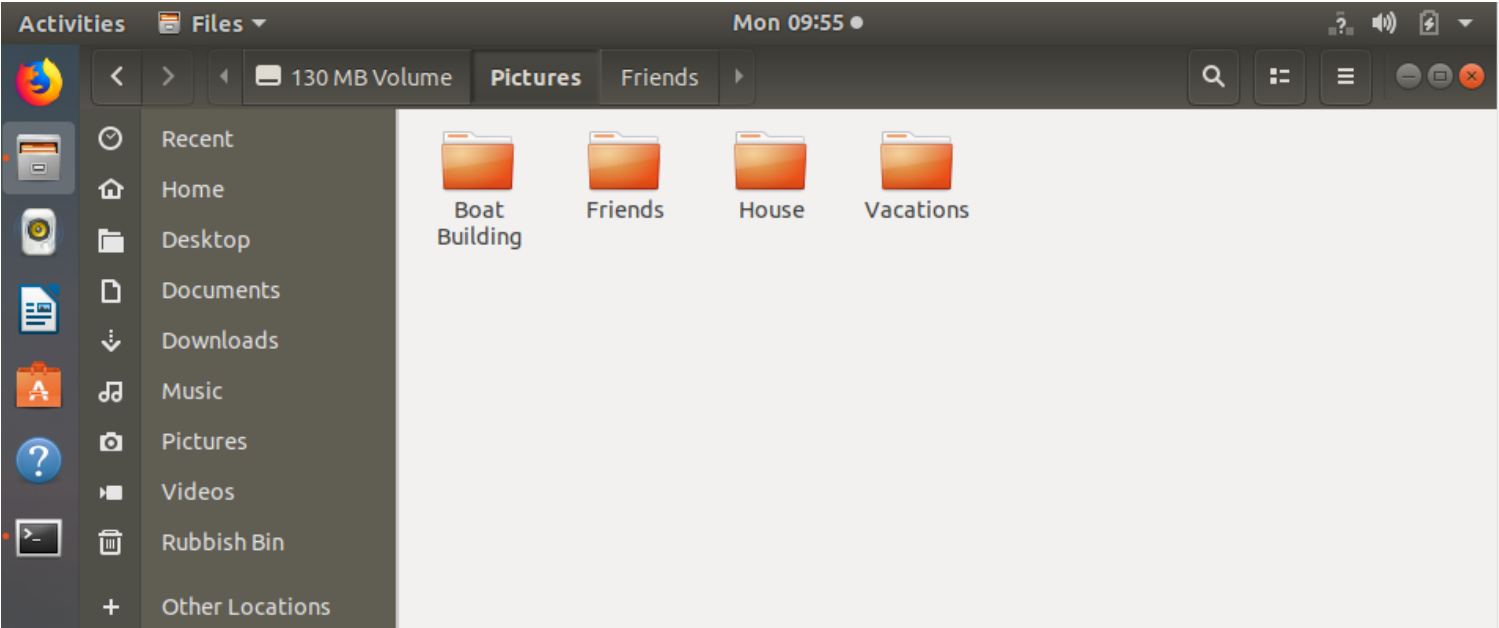 Activities Files Mon 09:55
130 MB Volume Pictures Friends
Recent
Home
Desktop
Documents
Downloads
Music
Pictures
Videos
Rubbish Bin
Other Locations
Boat
Building
Friends
House
Vacations